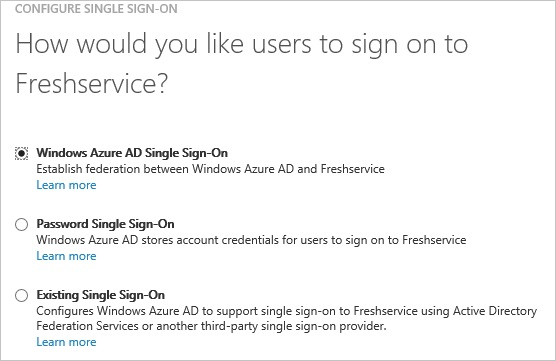 CONFIGURE SINGLE SIGN-ON
How would you like users to sign on to
Freshservice?
Windows Azure AD Single Sign-On
Establish federation between Windows Azure AD and Freshservice
Learn more
Password Single Sign-On
Windows Azure AD stores account credentials for users to sign on to Freshservice
Learn more
Existing Single Sign-On
Configures Windows Azure AD to support single sign-on to Freshservice using Active Directory
Federation Services or another third-party single sign-on provider.
Learn more